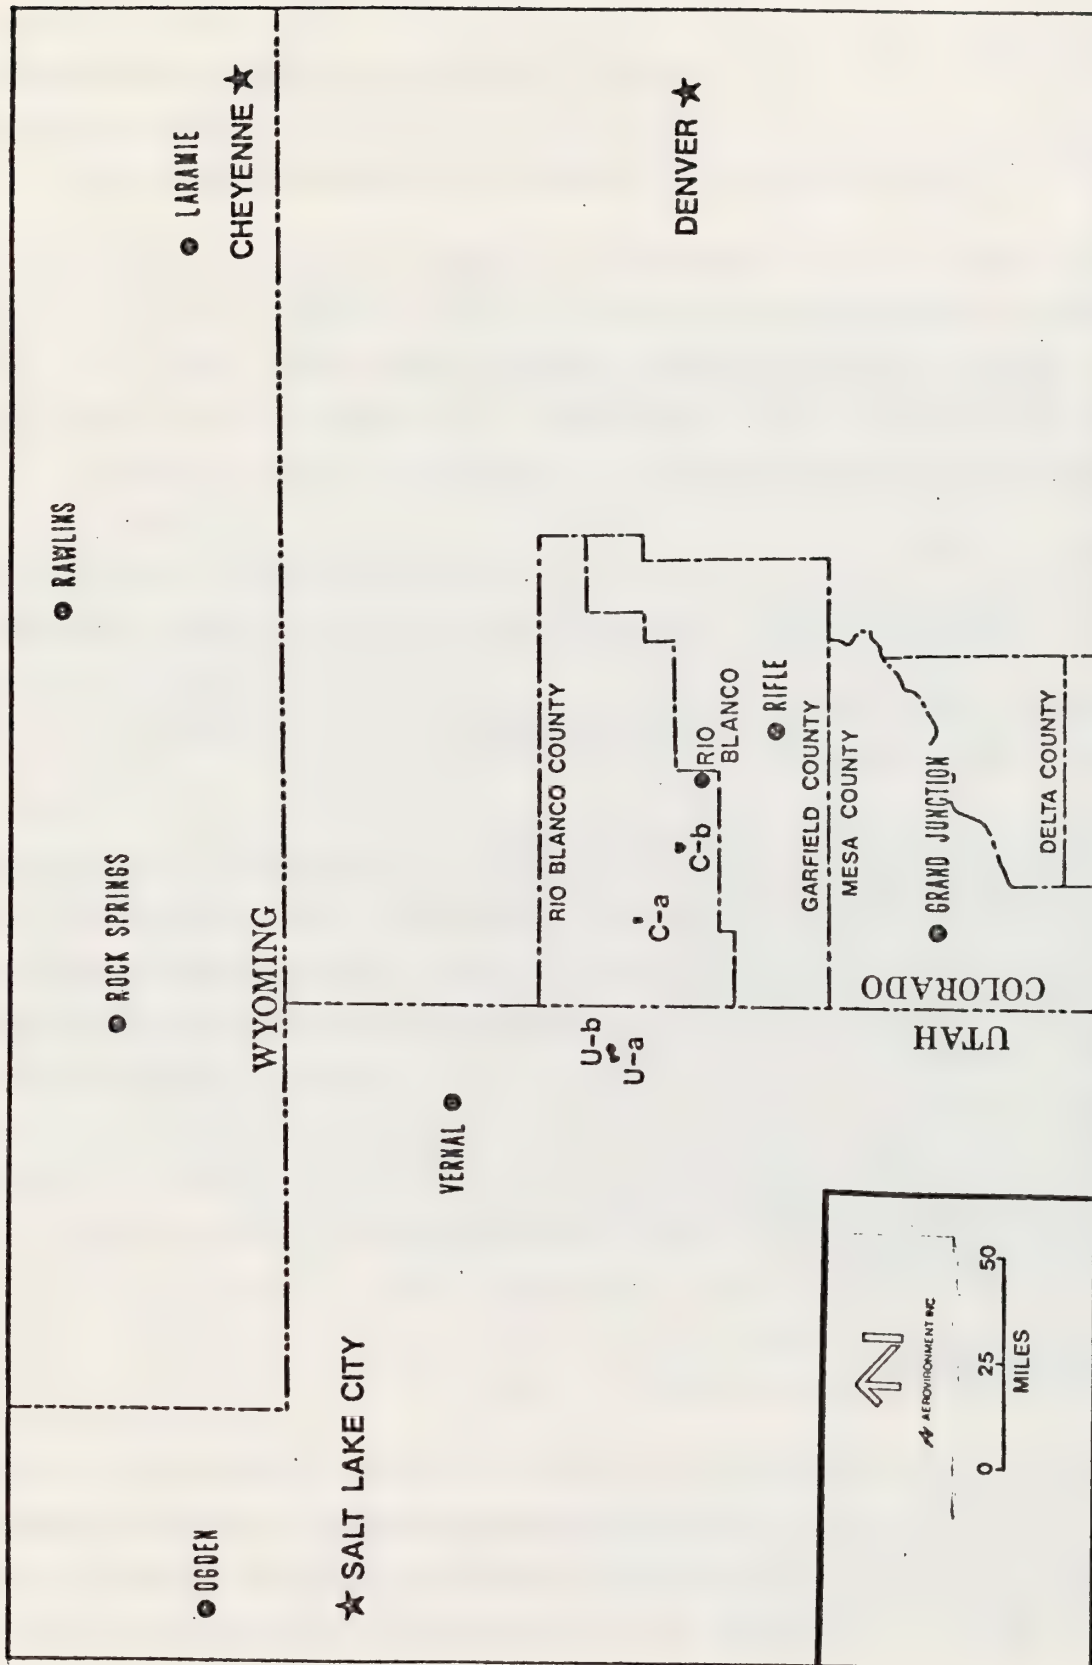 RAWLINS
ROCK SPRINGS
LARAMIE
OGDEN
CHEYENNE
WYOMING
SALT LAKE CITY
VERNAL
RIO BLANCO COUNTY
U-b
U-a
C-a
C-b
RIO
BLANCO
DENVER
RIFLE
GARFIELD COUNTY
MESA COUNTY
GRAND JUNCTION
UTAH
COLORADO
DELTA COUNTY
N
AV AEROVIRONMENT INC
0 25 50
MILES